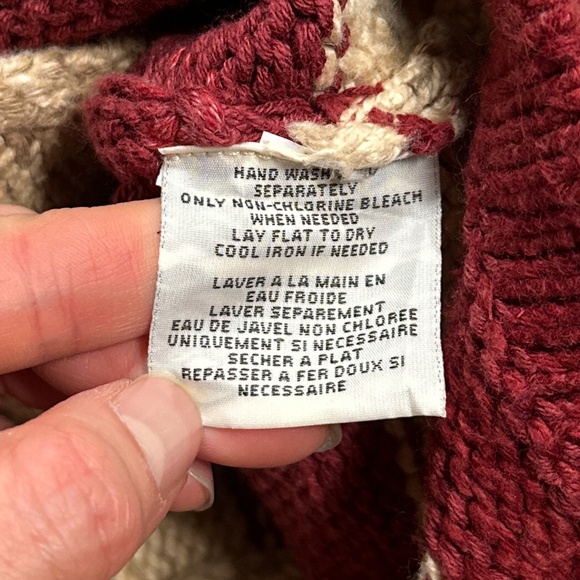 HAND WASH
SEPARATELY
ONLY NON-CHLORINE BLEACH
WHEN NEEDED
LAY FLAT TO DRY
COOL IRON IF NEEDED
LAVER A LA MAIN EN
EAU FROIDE
LAVER SEPAREMENT
EAU DE JAVEL NON CHLOREE
UNIQUEMENT SI NECESSAIRE
SECHER A PLAT
REPASSER A FER DOUX SI
NECESSAIRE